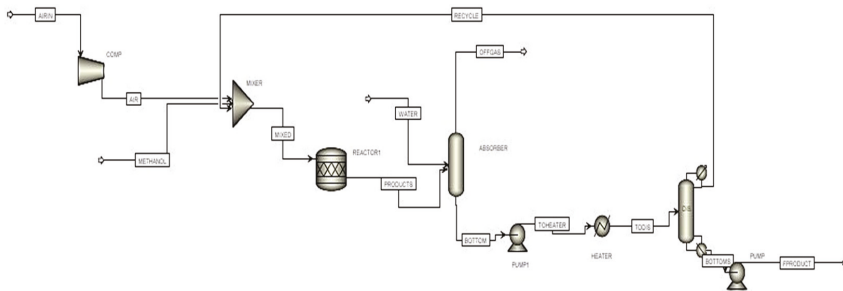 AIRIN
RECYCLE
COMP
OFFGAS
MIXER
AIR
WATER
MIXED
ABSORBER
REACTOR1
METHANOL
PRODUCTS
DIS
TOHEATER
TODIS
BOTTOM
PUMP1
HEATER
BOTTOMS
PUMP
FPRODUCT